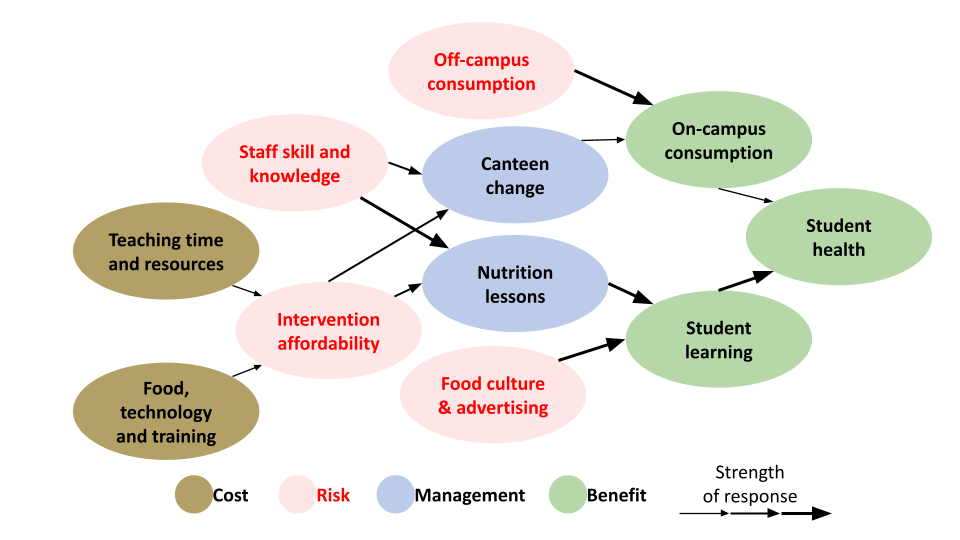 Off-campus
consumption
On-campus
consumption
Staff skill and
knowledge
Canteen
change
Student
health
Teaching time
and resources
Nutrition
lessons
Intervention
affordability
Student
learning
Food culture
& advertising
Food,
technology
and training
Strength
of response
Cost
Risk
Management
Benefit